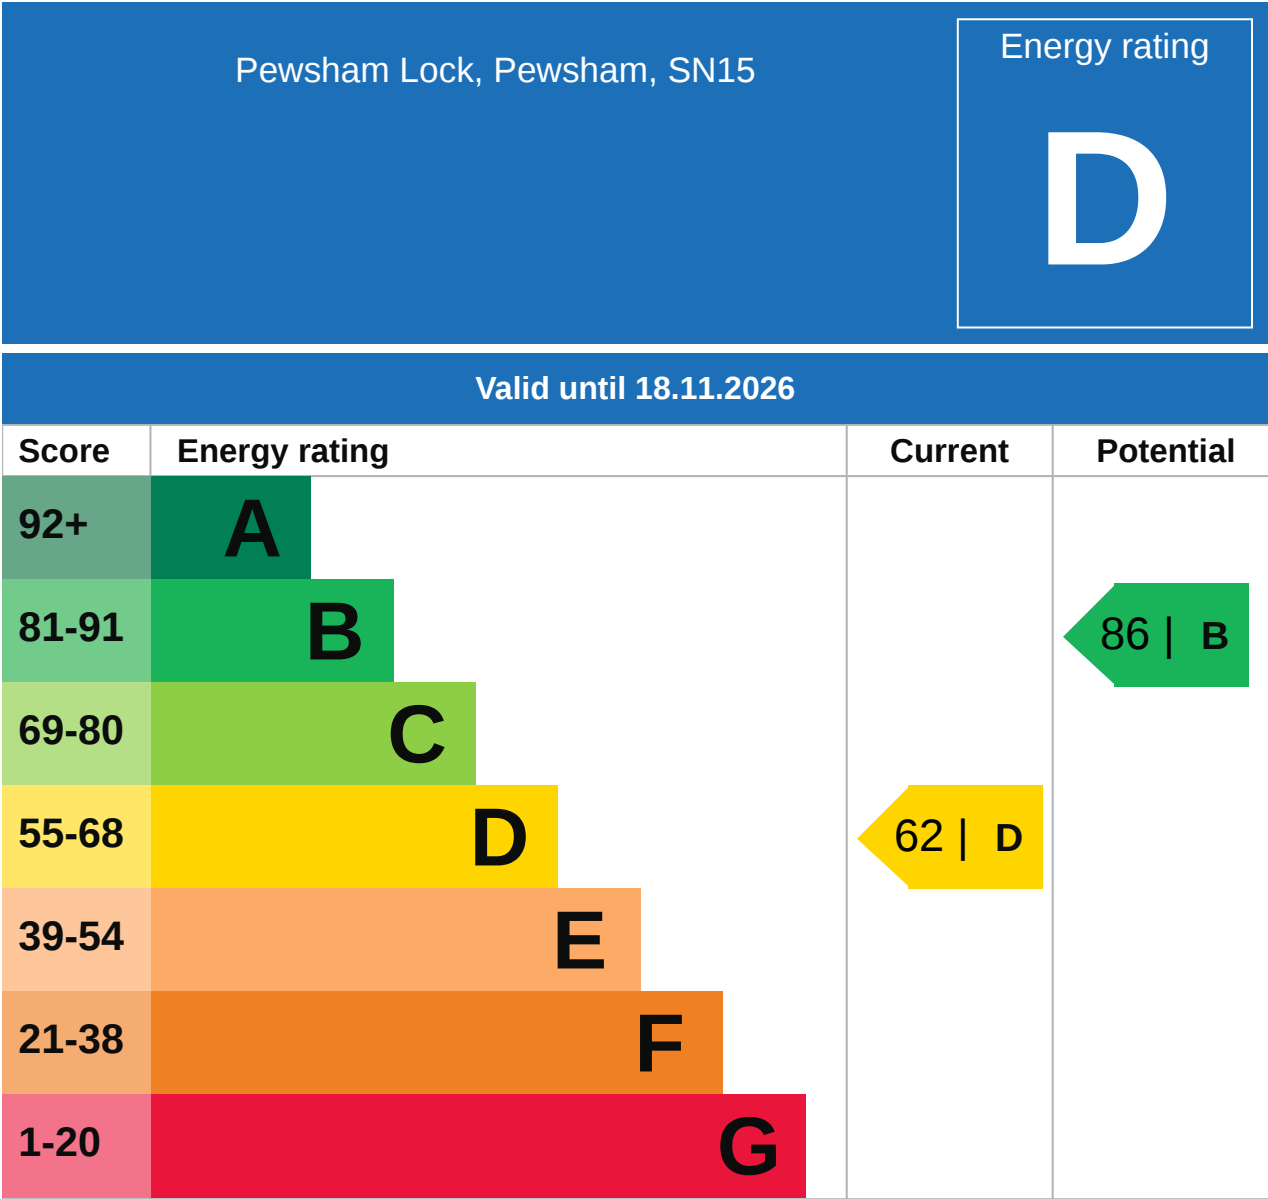 Pewsham Lock, Pewsham, SN15
Energy rating
D
Valid until 18.11.2026
Score Energy rating Current Potential
92+ A
81-91 B 86 | B
69-80 C
55-68 D 62 | D
39-54 E
21-38 F
1-20 G